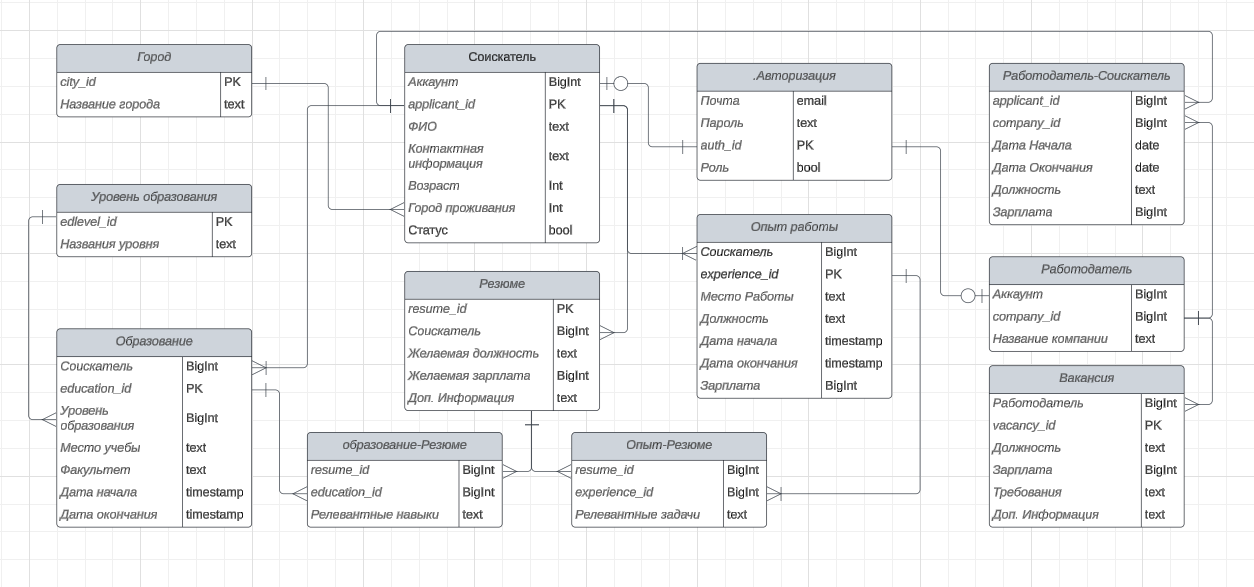 Город
city_id PK
Название города text
Уровень образования
edlevel_id PK
Названия уровня text
Образование
Соискатель BigInt
education_id PK
Уровень
образования BigInt
Место учебы text
Факультет text
Дата начала timestamp
Дата окончания timestamp
Соискатель
Аккаунт BigInt
applicant_id PK
ФИО text
Контактная
информация text
Возраст Int
Город проживания Int
Статус bool
Резюме
resume_id PK
Соискатель BigInt
Желаемая должность text
Желаемая зарплата BigInt
Доп. Информация text
образование-Резюме
resume_id BigInt
education_id BigInt
Релевантные навыки text
Опыт-Резюме
resume_id BigInt
experience_id BigInt
Релевантные задачи text
.Авторизация
Почта email
Пароль text
auth_id PK
Роль bool
Опыт работы
Соискатель BigInt
experience_id PK
Место Работы text
Должность text
Дата начала timestamp
Дата окончания timestamp
Зарплата BigInt
Работодатель-Соискатель
applicant_id BigInt
company_id BigInt
Дата Начала date
Дата Окончания date
Должность text
Зарплата BigInt
Работодатель
Аккаунт BigInt
company_id BigInt
Название компании text
Вакансия
Работодатель BigInt
vacancy_id PK
Должность text
Зарплата BigInt
Требования text
Доп. Информация text